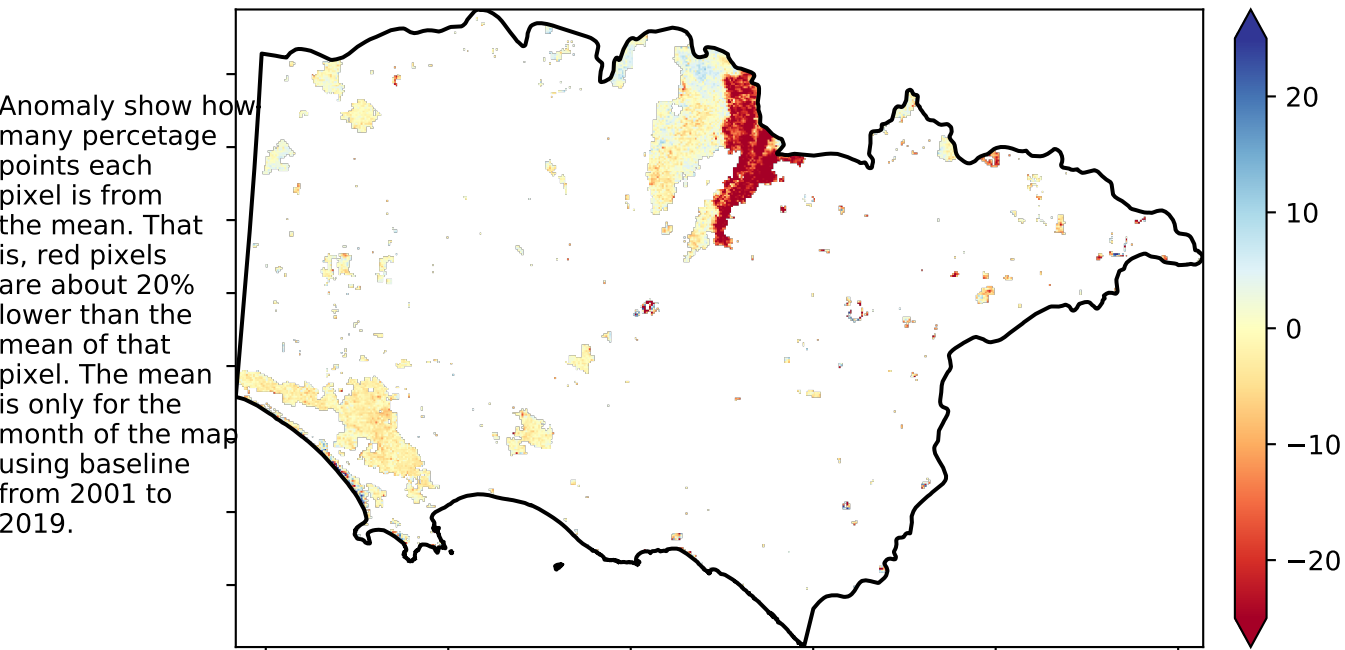 Anomaly show how
many percetage
points each
pixel is from
the mean. That
is, red pixels
are about 20%
lower than the
mean of that
pixel. The mean
is only for the
month of the map
using baseline
from 2001 to
2019.
20
10
0
−10
−20